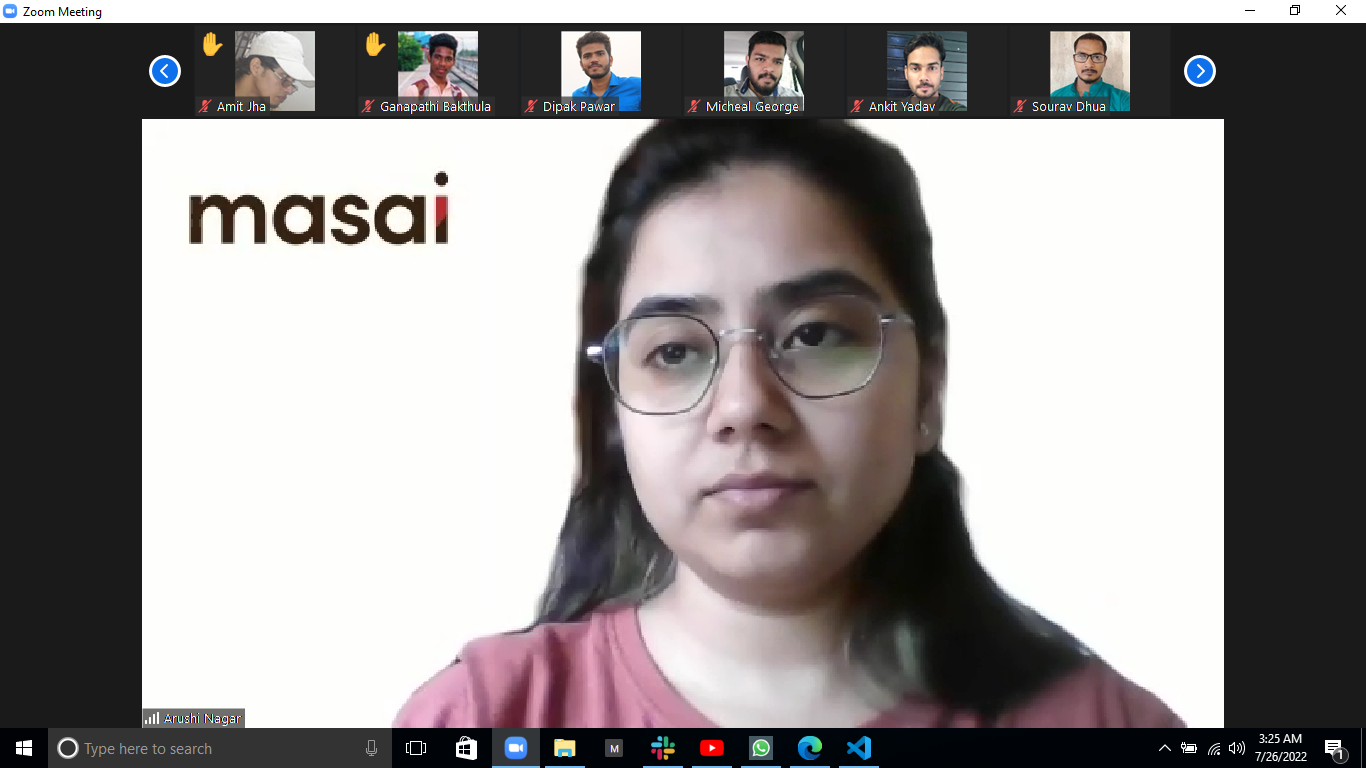 Zoom Meeting
Amit Jha
Ganapathi Bakthula
Dipak Pawar
Micheal George
Ankit Yadav
Sourav Dhua
masai
Arushi Nagar
Type here to search
M
3:25 AM
7/26/2022
1